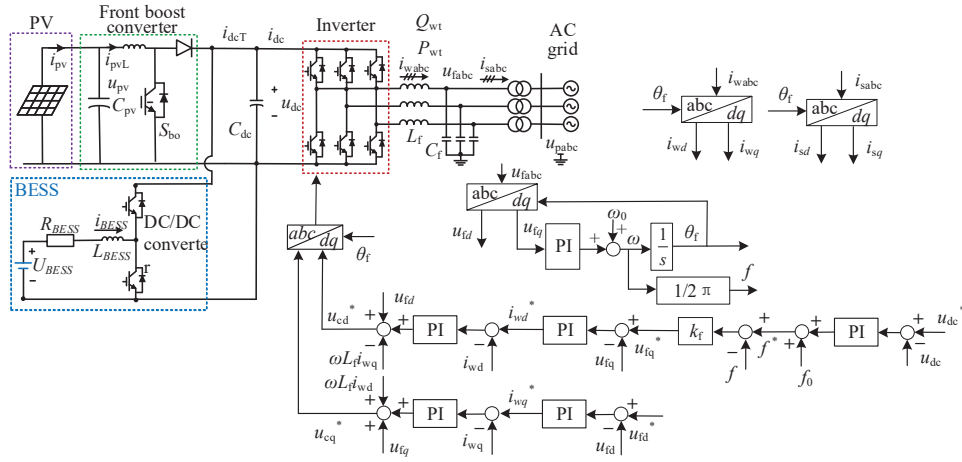 PV
Front boost
converter
i_pv
i_pvL
u_pv
C_pv
S_bo
i_dcT
i_dc
C_dc
u_dc
Inverter
Q_wt
P_wt
i_wabc
u_fabc
i_sabc
L_f
C_f
AC
grid
u_pabc
θ_f
i_wabc
abc
dq
i_wd
i_wq
θ_f
i_sabc
abc
dq
i_sd
i_sq
BESS
R_BESS
i_BESS
L_BESS
U_BESS
DC/DC
converte
r
abc
dq
θ_f
u_fabc
abc
dq
u_fd
u_fq
PI
+
ω_0
+
ω
1
s
θ_f
f
1/2 π
u_cd*
u_fd
+
+
−
ωL_f i_wq
PI
−
i_wd
i_wd*
PI
+
−
u_fq
u_fq*
k_f
+
−
f
f*
+
+
f_0
PI
+
−
u_dc*
u_dc
ωL_f i_wd
u_cq*
+
+
+
u_fq
PI
−
i_wq
i_wq*
PI
+
−
u_fd
u_fd*